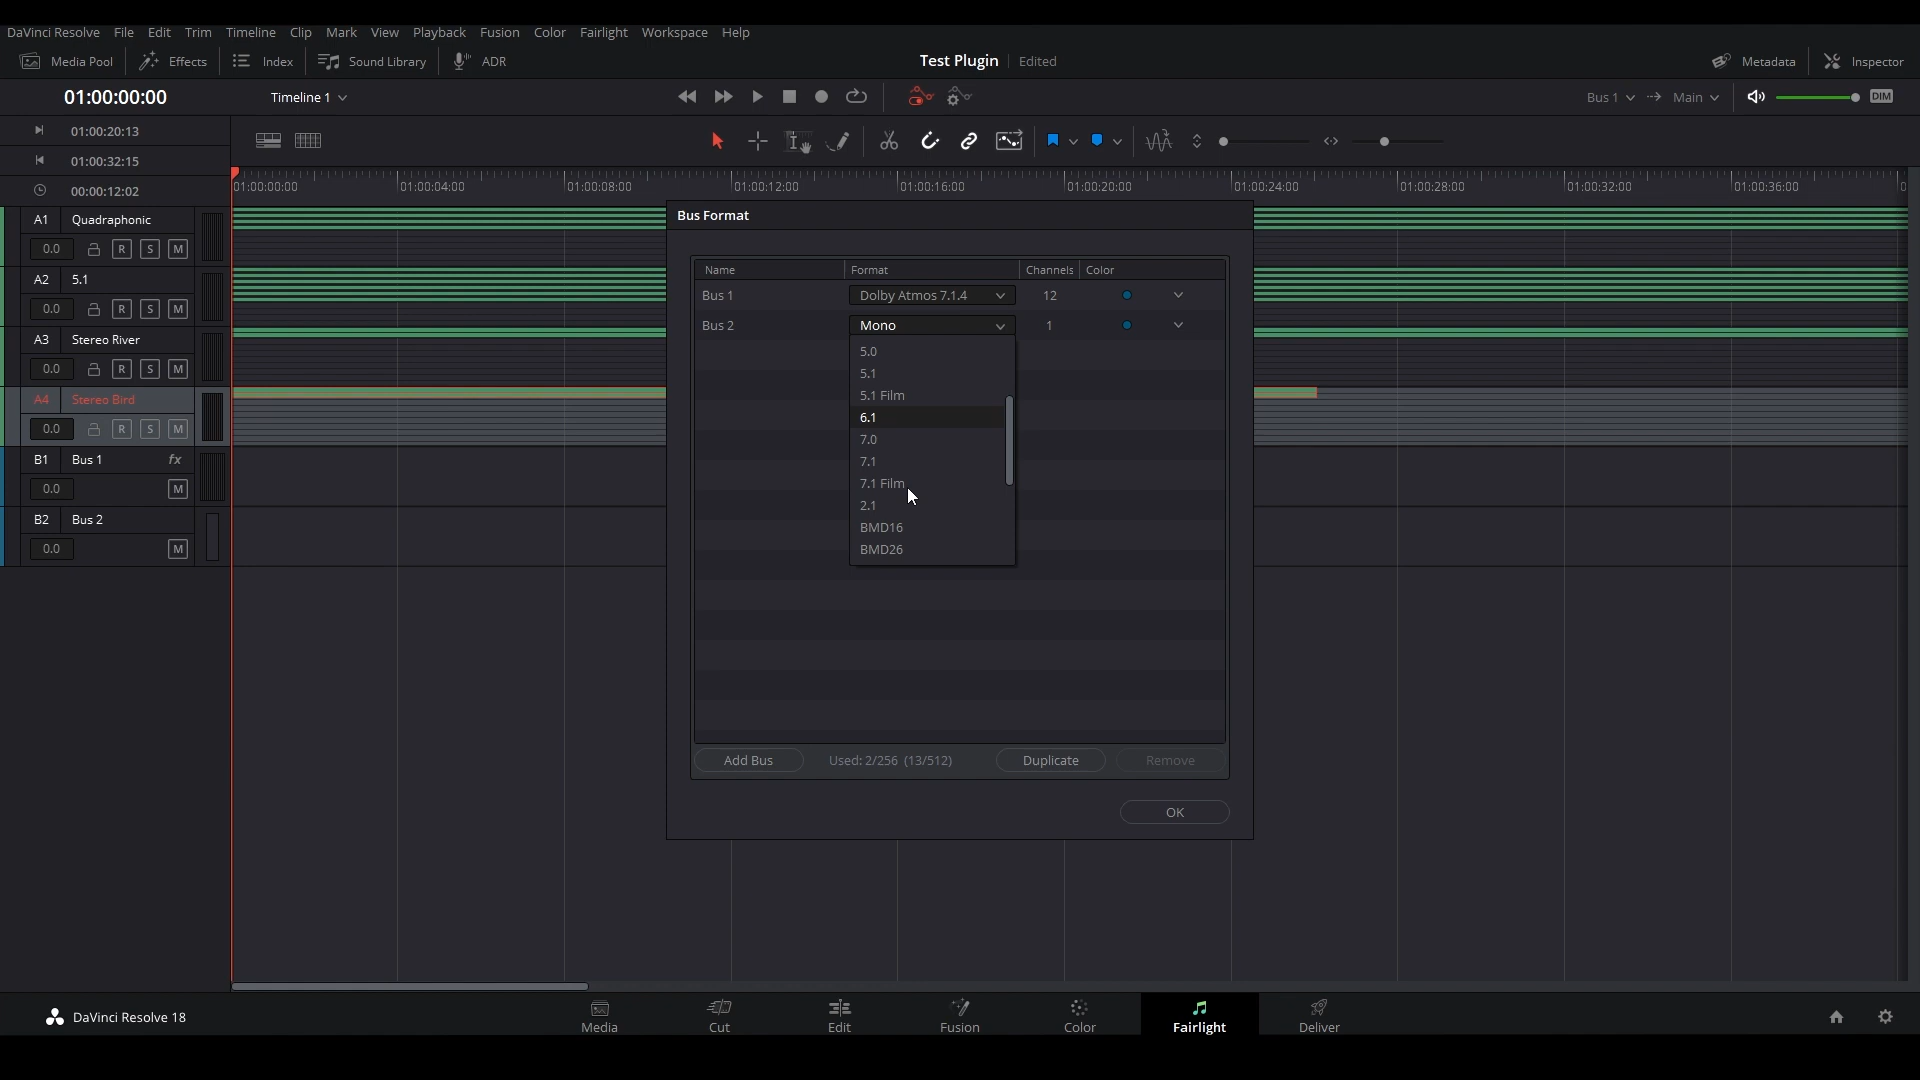 DaVinci Resolve File Edit Trim Timeline Clip Mark View Playback Fusion Color Fairlight Workspace Help
Media Pool Effects Index Sound Library ADR Test Plugin Edited Metadata Inspector
01:00:00:00 Timeline 1 Bus 1 Main DIM
01:00:20:13
01:00:32:15
00:00:12:02
01:00:00:00 01:00:04:00 01:00:08:00 01:00:12:00 01:00:16:00 01:00:20:00 01:00:24:00 01:00:28:00 01:00:32:00 01:00:36:00
A1 Quadraphonic
0.0 R S M
A2 5.1
0.0 R S M
A3 Stereo River
0.0 R S M
A4 Stereo Bird
0.0 R S M
B1 Bus 1 fx
0.0 M
B2 Bus 2
0.0 M
Bus Format
Name Format Channels Color
Bus 1 Dolby Atmos 7.1.4 12
Bus 2 Mono 1
5.0
5.1
5.1 Film
6.1
7.0
7.1
7.1 Film
2.1
BMD16
BMD26
Add Bus Used: 2/256 (13/512) Duplicate Remove
OK
DaVinci Resolve 18 Media Cut Edit Fusion Color Fairlight Deliver